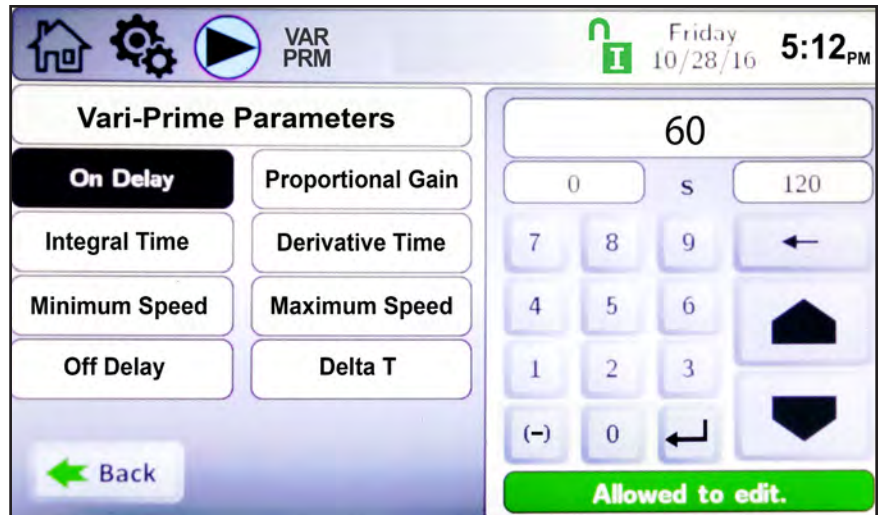 VAR
PRM
I
Friday
10/28/16
5:12PM
Vari-Prime Parameters
On Delay
Proportional Gain
Integral Time
Derivative Time
Minimum Speed
Maximum Speed
Off Delay
Delta T
Back
60
0 s 120
7 8 9
4 5 6
1 2 3
(-) 0
Allowed to edit.